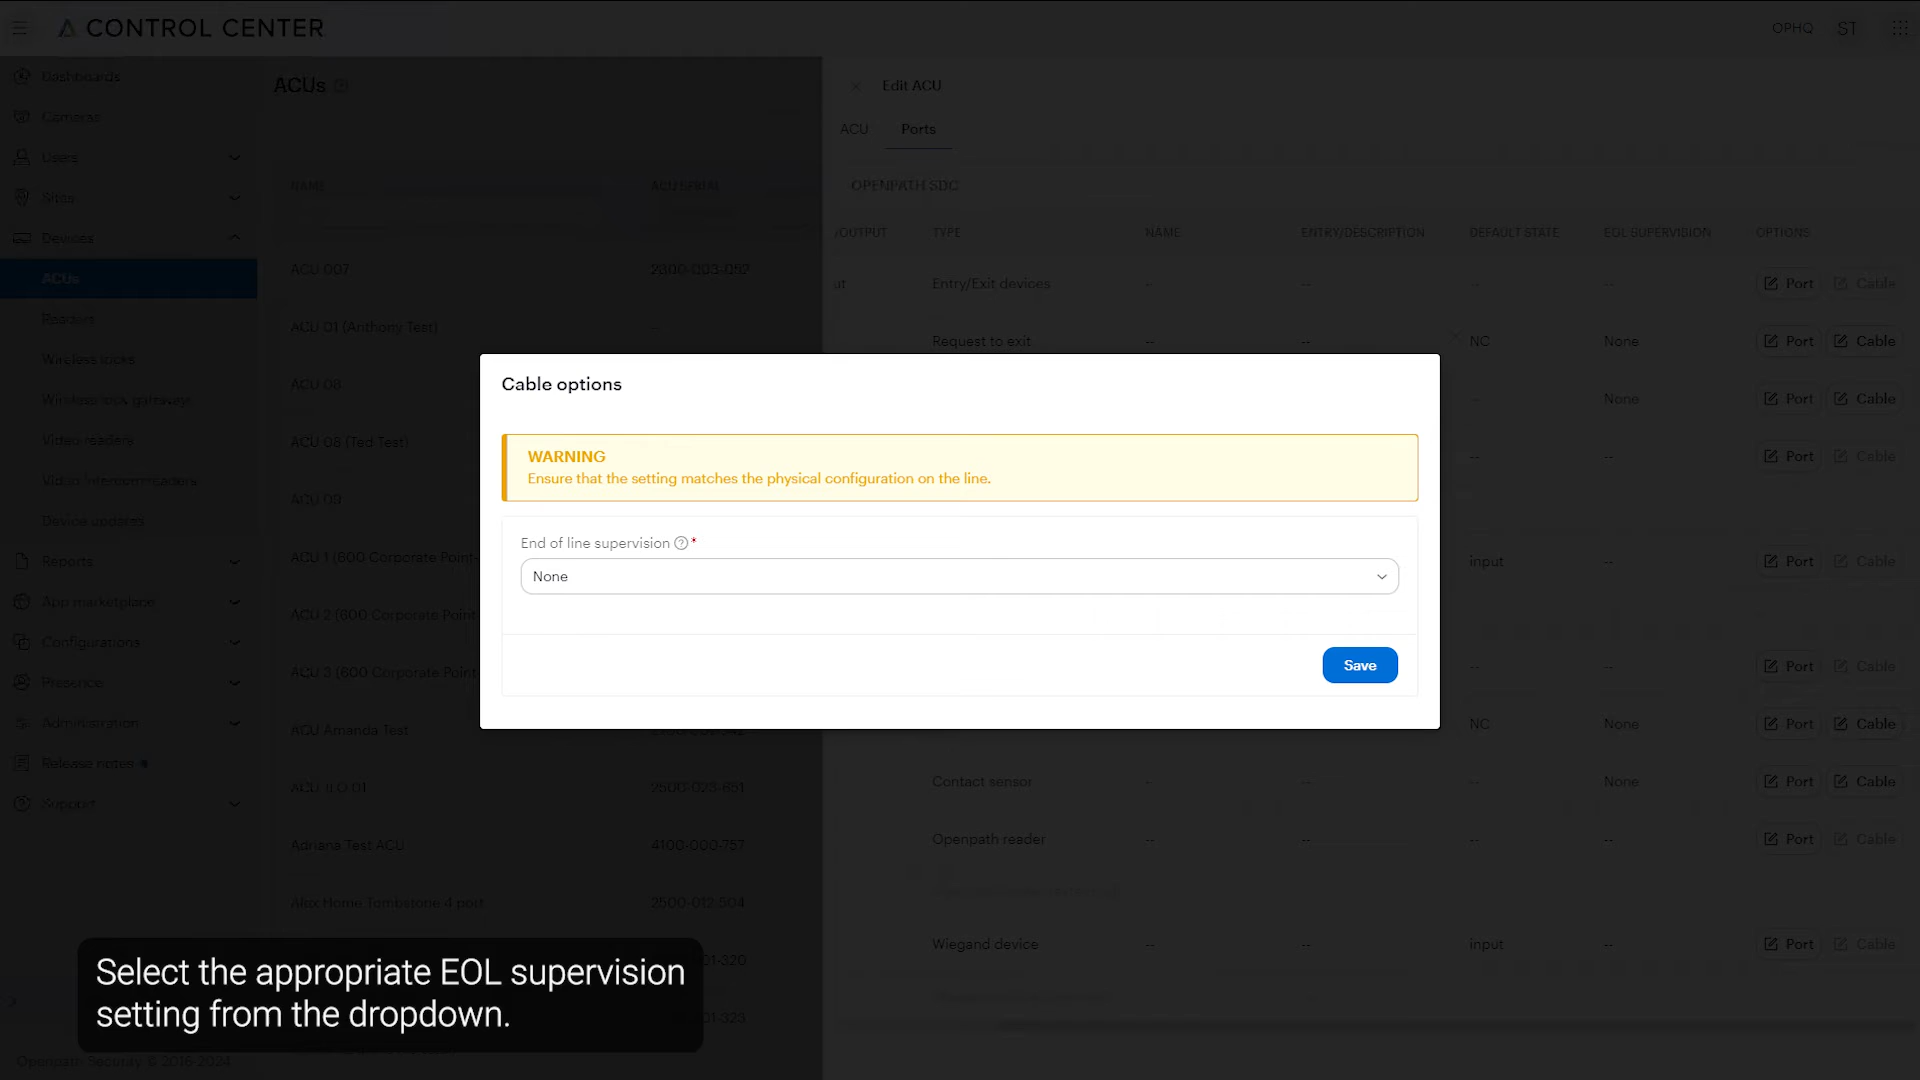 CONTROL CENTER
OPHQ
ST
Dashboards
Cameras
Users
Sites
Devices
ACUs
Readers
Wireless locks
Wireless lock gateways
Video readers
Video intercom readers
Device updates
Reports
App marketplace
Configurations
Presence
Administration
Release notes
Support
Openpath Security © 2016-2024
ACUs
NAME
ACU SERIAL
ACU 007
2300-003-052
ACU 01 (Anthony Test)
--
ACU 08
ACU 08 (Ted Test)
ACU 09
ACU 1 (600 Corporate Point-
ACU 2 (600 Corporate Point-
ACU 3 (600 Corporate Point-
ACU Amanda Test
ACU JLO 01
2500-023-651
Adriana Test ACU
4100-000-757
Alex Home Tombstone 4 port
2500-012-504
01-320
01-323
Edit ACU
ACU
Ports
OPENPATH SDC
/OUTPUT
TYPE
NAME
ENTRY/DESCRIPTION
DEFAULT STATE
EOL SUPERVISION
OPTIONS
ut
Entry/Exit devices
--
--
--
--
Port
Cable
Request to exit
--
--
NC
None
Port
Cable
--
None
Port
Cable
--
--
Port
Cable
input
--
Port
Cable
--
--
Port
Cable
NC
None
Port
Cable
Contact sensor
--
--
--
None
Port
Cable
Openpath reader
--
--
--
--
Port
Cable
Wiegand device
--
--
input
--
Port
Cable
Cable options
WARNING
Ensure that the setting matches the physical configuration on the line.
End of line supervision *
None
Save
Select the appropriate EOL supervision
setting from the dropdown.